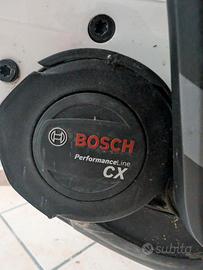 BOSCH
PerformanceLine
CX
subito